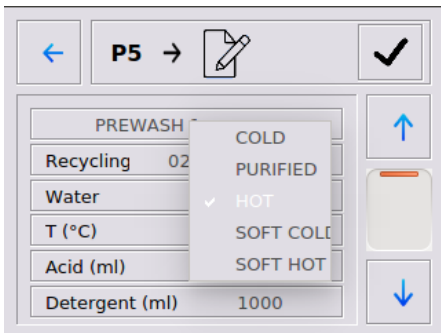 P5 →
PREWASH
Recycling 02
Water
T (°C)
Acid (ml)
Detergent (ml) 1000
COLD
PURIFIED
✓ HOT
SOFT COLD
SOFT HOT